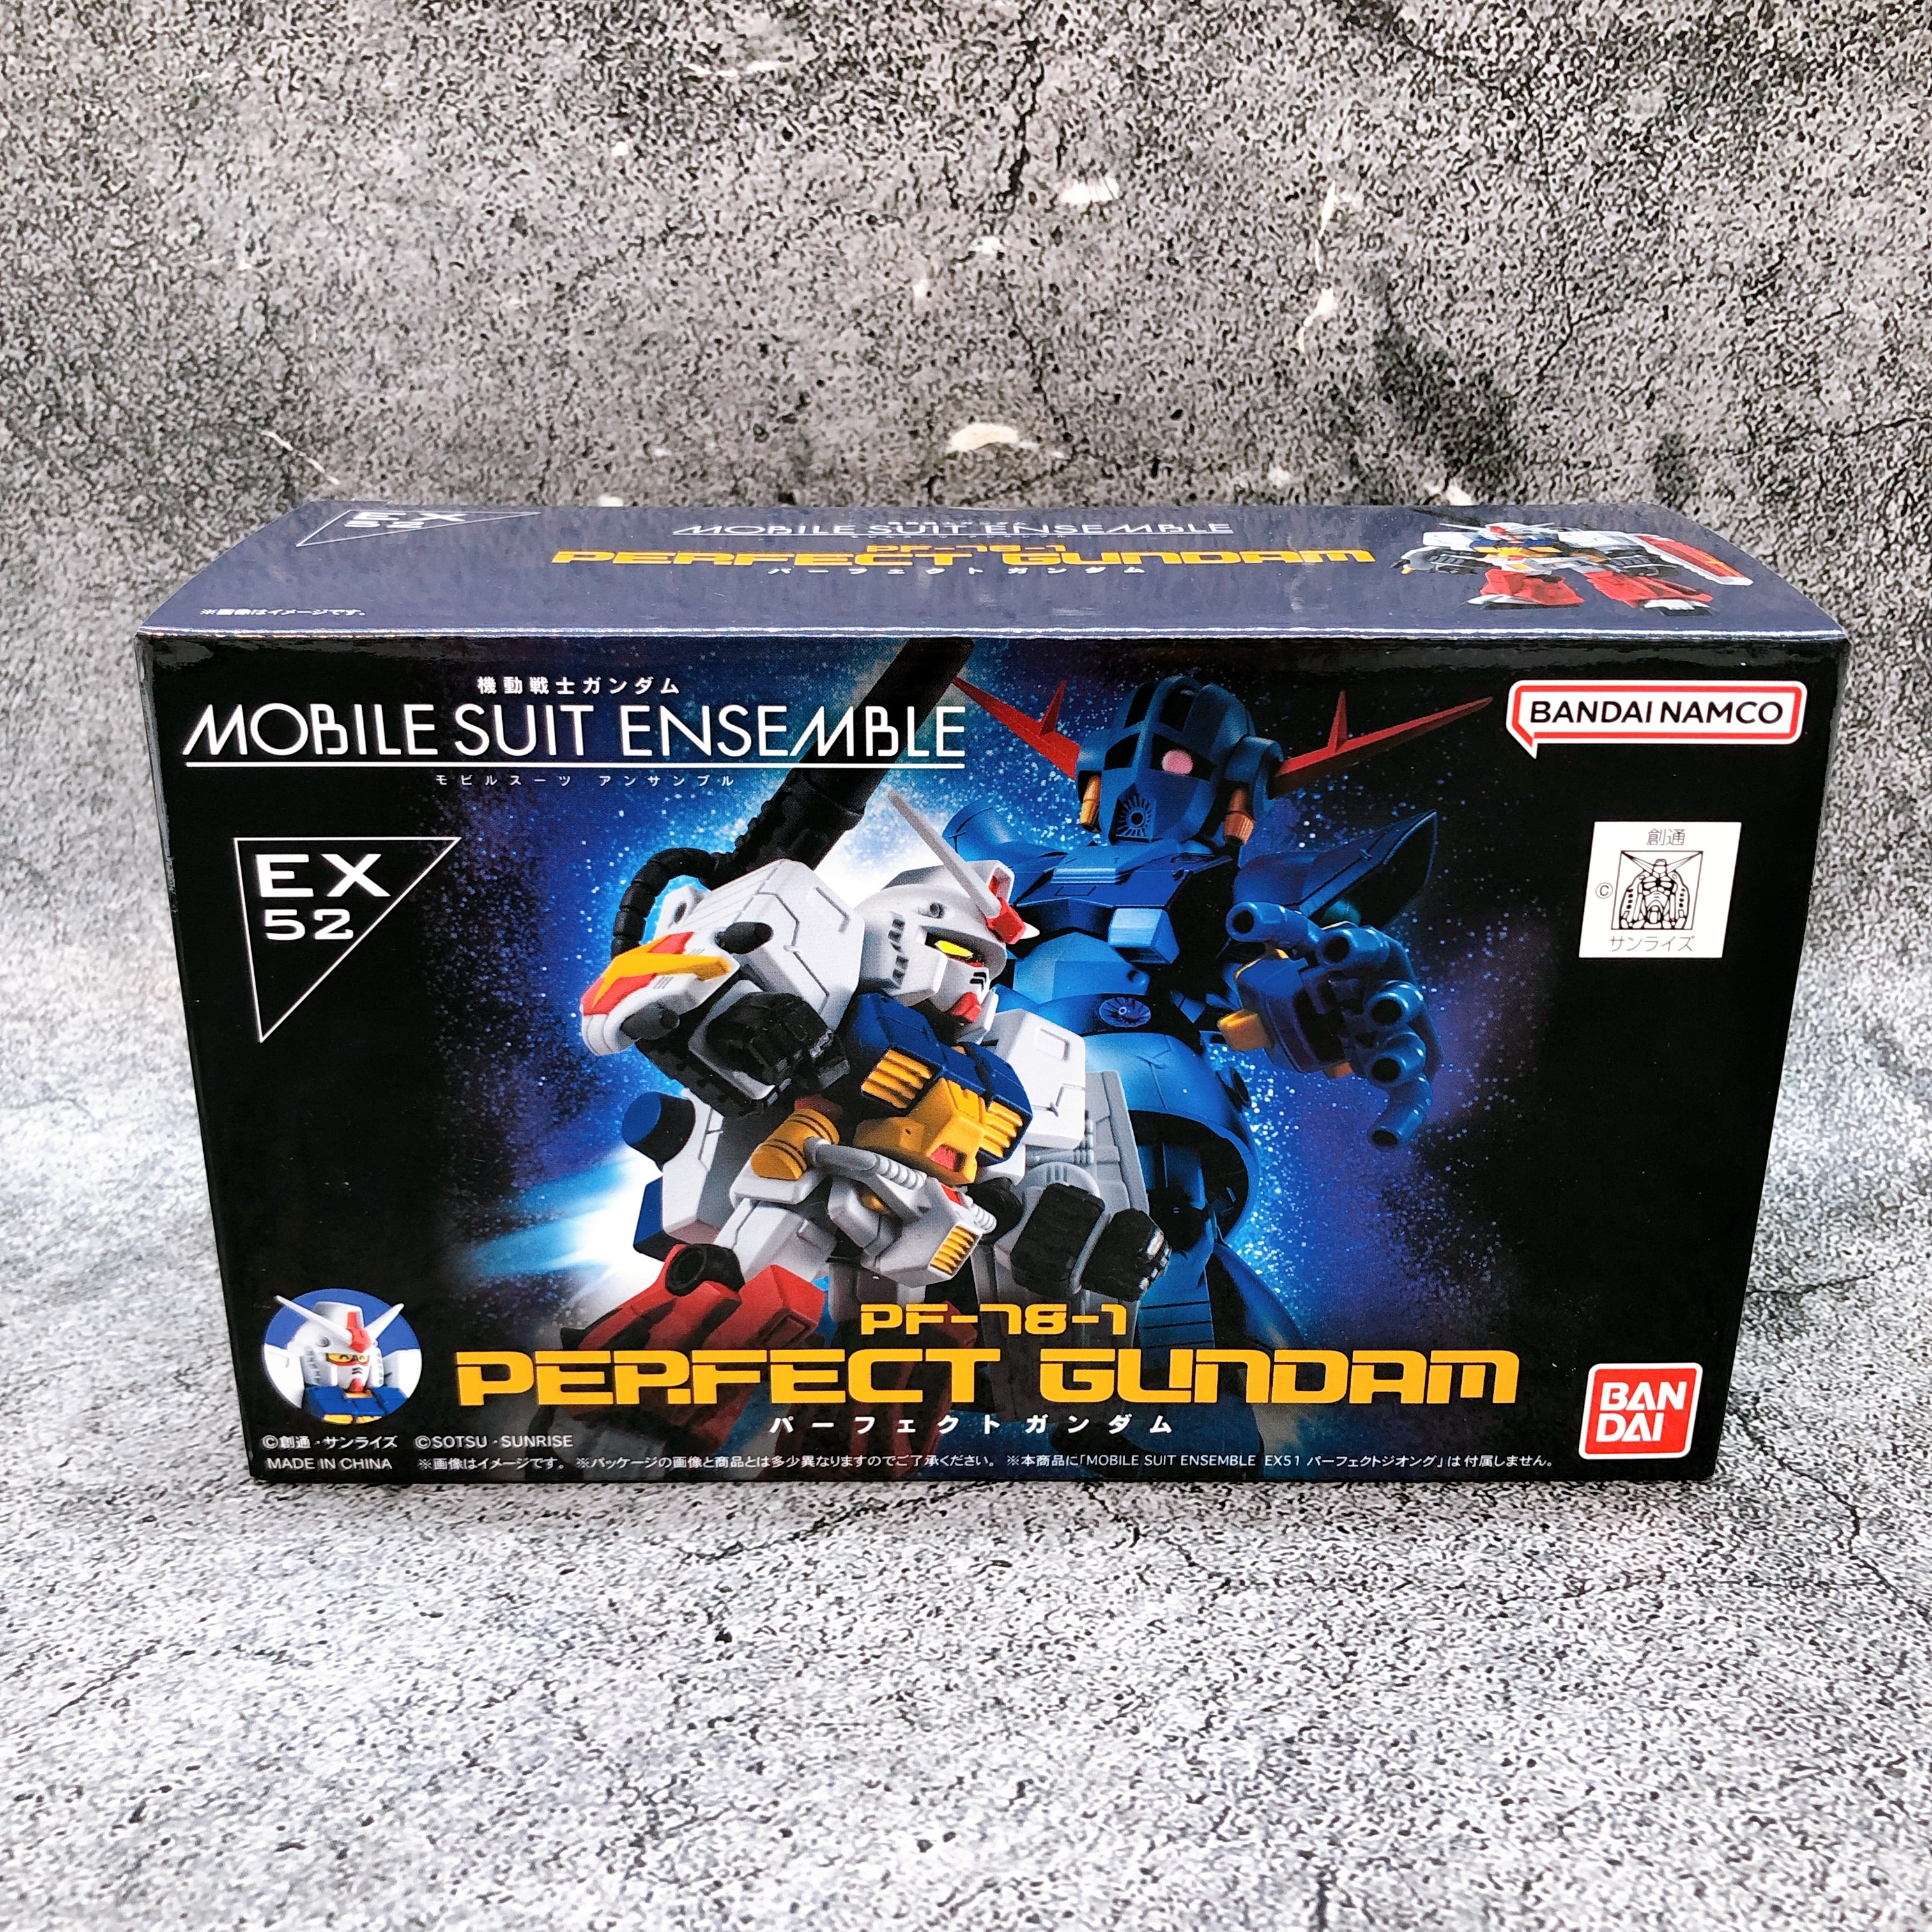 EX
52
MOBILE SUIT ENSEMBLE
PF-78-1
PERFECT GUNDAM
パーフェクトガンダム
※画像はイメージです。
機動戦士ガンダム
MOBILE SUIT ENSEMBLE
モビルスーツ アンサンブル
BANDAI NAMCO
EX
52
創通
©
サンライズ
PF-78-1
PERFECT GUNDAM
パーフェクトガンダム
BAN
DAI
©創通・サンライズ ©SOTSU・SUNRISE
MADE IN CHINA ※画像はイメージです。 ※パッケージの画像と商品とは多少異なりますのでご了承ください。 ※本商品に「MOBILE SUIT ENSEMBLE EX51 パーフェクトジオング」は付属しません。